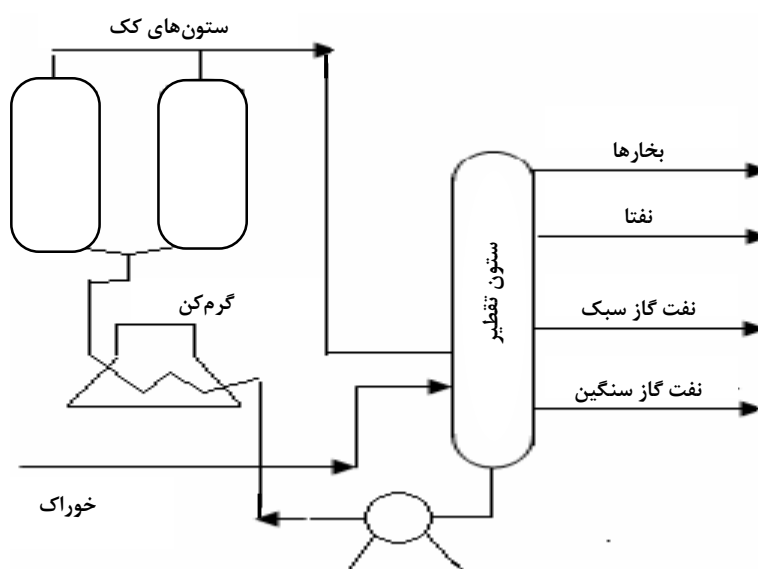 ستون‌های کک
بخارها
نفتا
ستون تقطیر
گرم‌کن
نفت گاز سبک
نفت گاز سنگین
خوراک